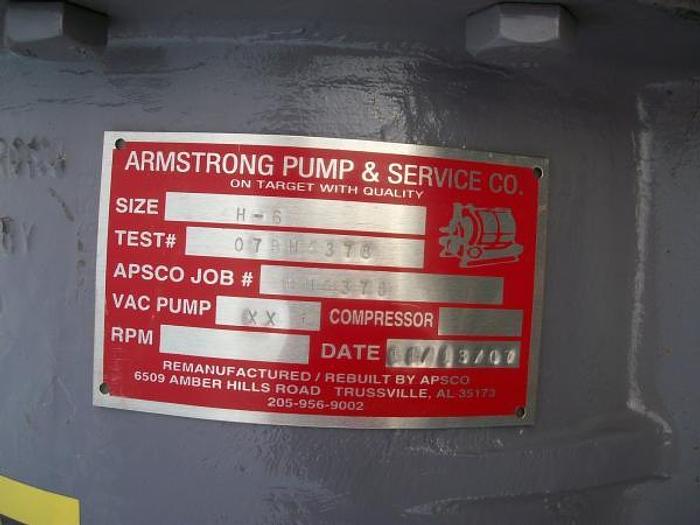 ARMSTRONG PUMP & SERVICE CO.
ON TARGET WITH QUALITY
SIZE H-6
TEST#
APSCO JOB #
VAC PUMP XX COMPRESSOR
RPM DATE
REMANUFACTURED / REBUILT BY APSCO
6509 AMBER HILLS ROAD TRUSSVILLE, AL 35173
205-956-9002